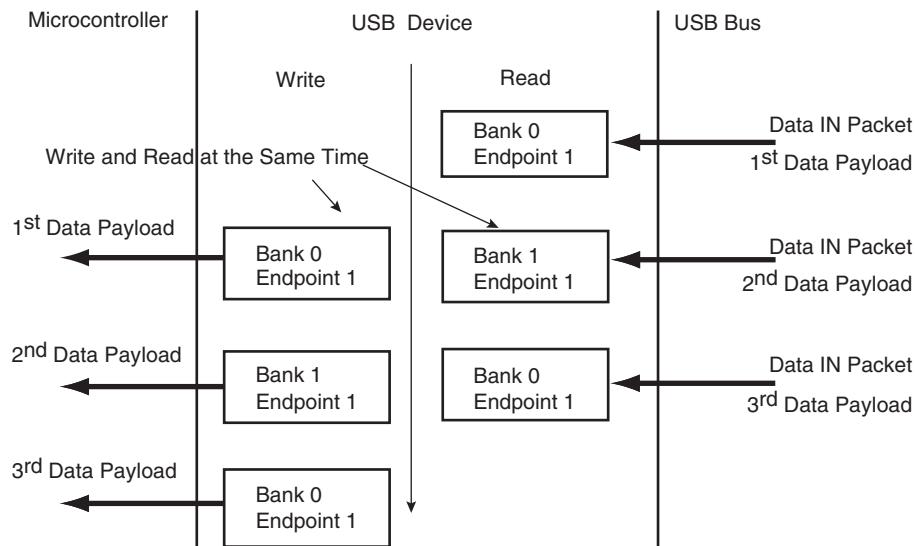 Microcontroller
USB Device
USB Bus
Write
Read
Bank 0
Endpoint 1
Data IN Packet
1st Data Payload
Write and Read at the Same Time
1st Data Payload
Bank 0
Endpoint 1
Bank 1
Endpoint 1
Data IN Packet
2nd Data Payload
2nd Data Payload
Bank 1
Endpoint 1
Bank 0
Endpoint 1
Data IN Packet
3rd Data Payload
3rd Data Payload
Bank 0
Endpoint 1